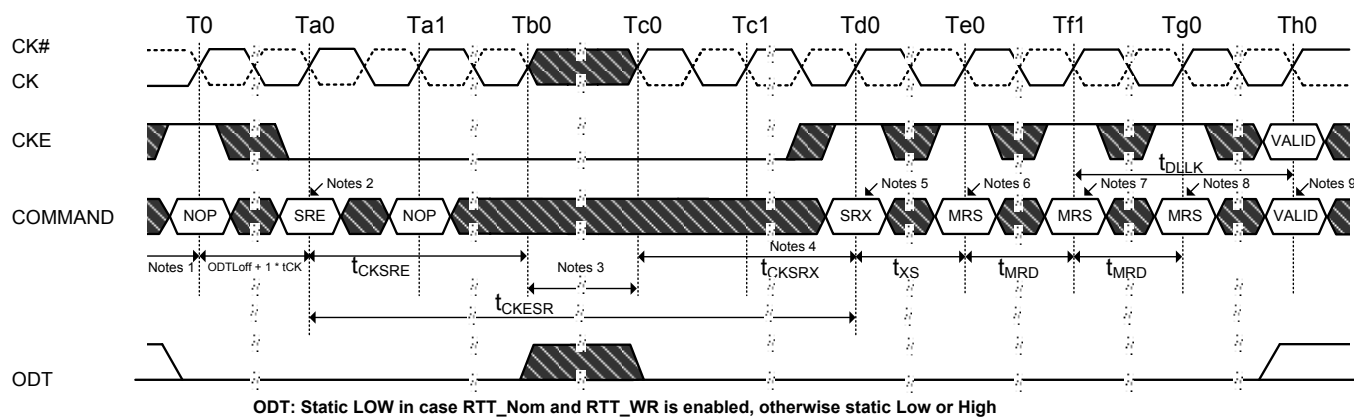 T0 Ta0 Ta1 Tb0 Tc0 Tc1 Td0 Te0 Tf1 Tg0 Th0
CK#
CK
CKE
VALID
tDLLK
Notes 2 Notes 5 Notes 6 Notes 7 Notes 8 Notes 9
COMMAND
NOP SRE NOP SRX MRS MRS MRS VALID
Notes 1 ODTLoff + 1 * tCK tCKSRE Notes 3 Notes 4 tCKSRX tXS tMRD tMRD
tCKESR
ODT
ODT: Static LOW in case RTT_Nom and RTT_WR is enabled, otherwise static Low or High